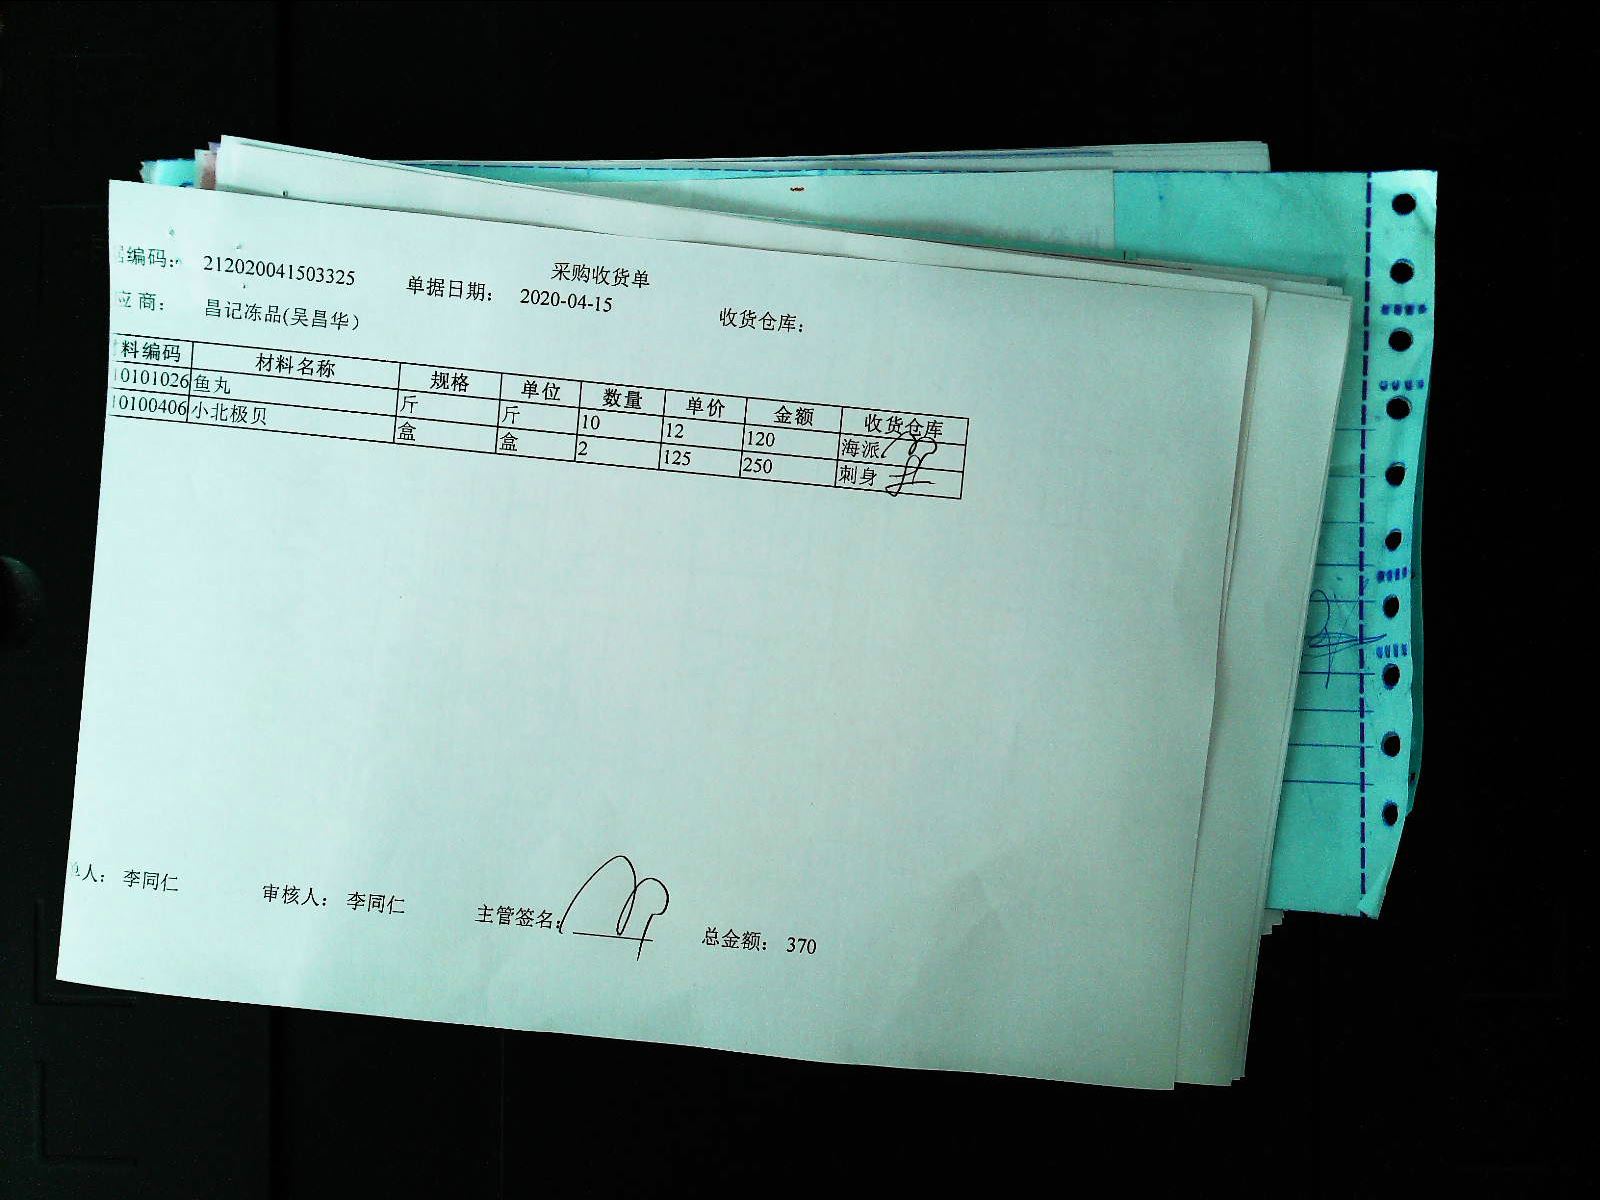 采购收货单
编码： 212020041503325 单据日期： 2020-04-15 收货仓库：
应商： 昌记冻品(吴昌华）
料编码 材料名称 规格 单位 数量 单价 金额 收货仓库
10101026 鱼丸 斤 斤 10 12 120 海派
10100406 小北极贝 盒 盒 2 125 250 刺身
人： 李同仁 审核人： 李同仁 主管签名： 总金额： 370